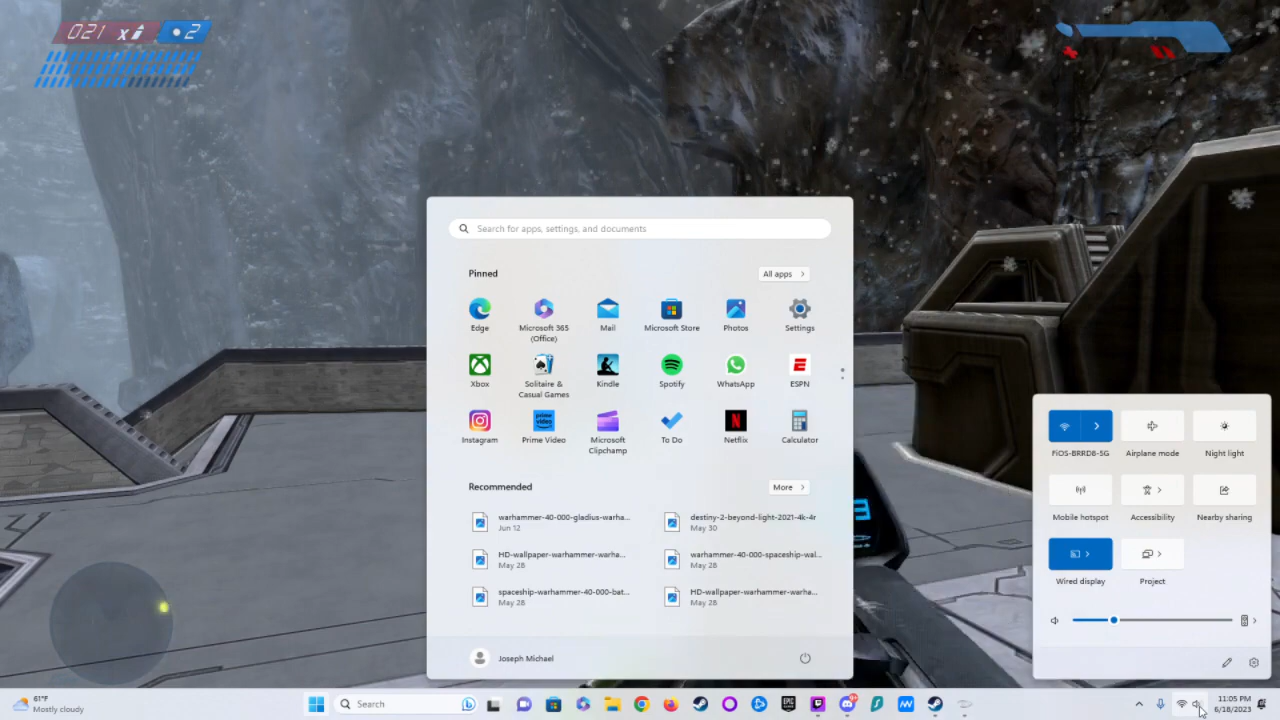 021 x
2
Search for apps, settings, and documents
Pinned
All apps
Edge
Microsoft 365
(Office)
Mail
Microsoft Store
Photos
Settings
Xbox
Solitaire &
Casual Games
Kindle
Spotify
WhatsApp
ESPN
prime
video
Instagram
Prime Video
Microsoft
Clipchamp
To Do
Netflix
Calculator
Recommended
More
warhammer-40-000-gladius-warha...
Jun 12
destiny-2-beyond-light-2021-4k-4r
May 30
HD-wallpaper-warhammer-warha...
May 28
warhammer-40-000-spaceship-wal...
May 28
spaceship-warhammer-40-000-bat...
May 28
HD-wallpaper-warhammer-warha...
May 28
Joseph Michael
FiOS-BRRD8-5G
Airplane mode
Night light
Mobile hotspot
Accessibility
Nearby sharing
Wired display
Project
61°F
Mostly cloudy
Search
EPIC
11:05 PM
6/18/2023